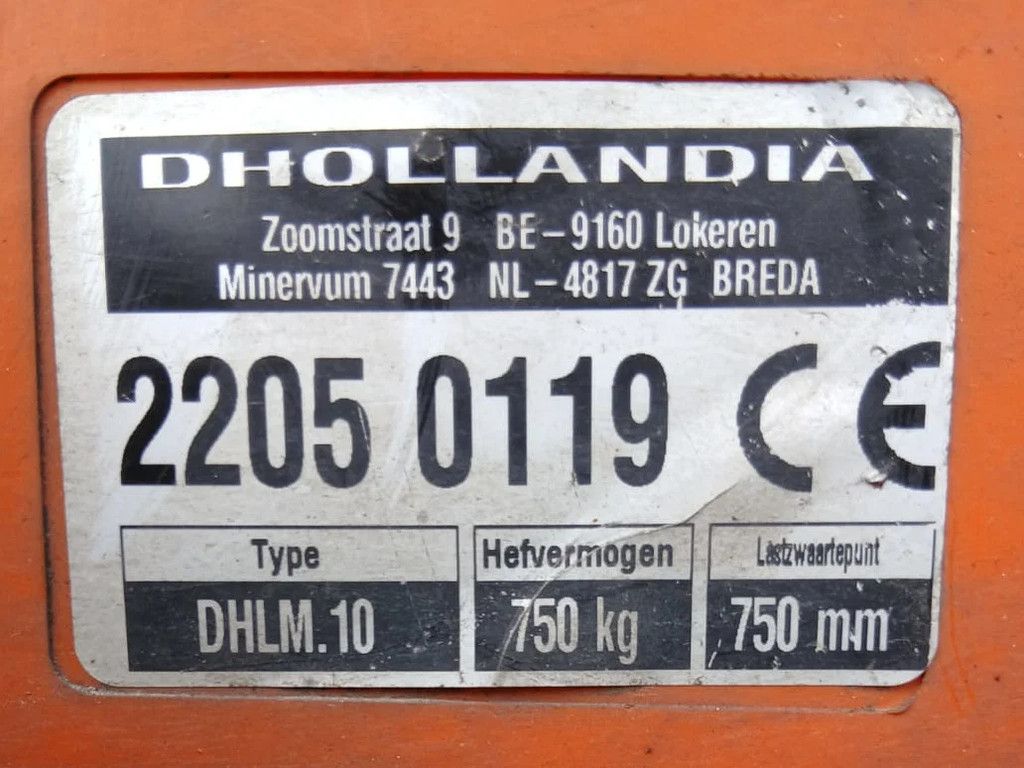 DHOLLANDIA
Zoomstraat 9 BE-9160 Lokeren
Minervum 7443 NL-4817 ZG BREDA
2205 0119 CE
Type Hefvermogen Lastzwaartepunt
DHLM.10 750 kg 750 mm